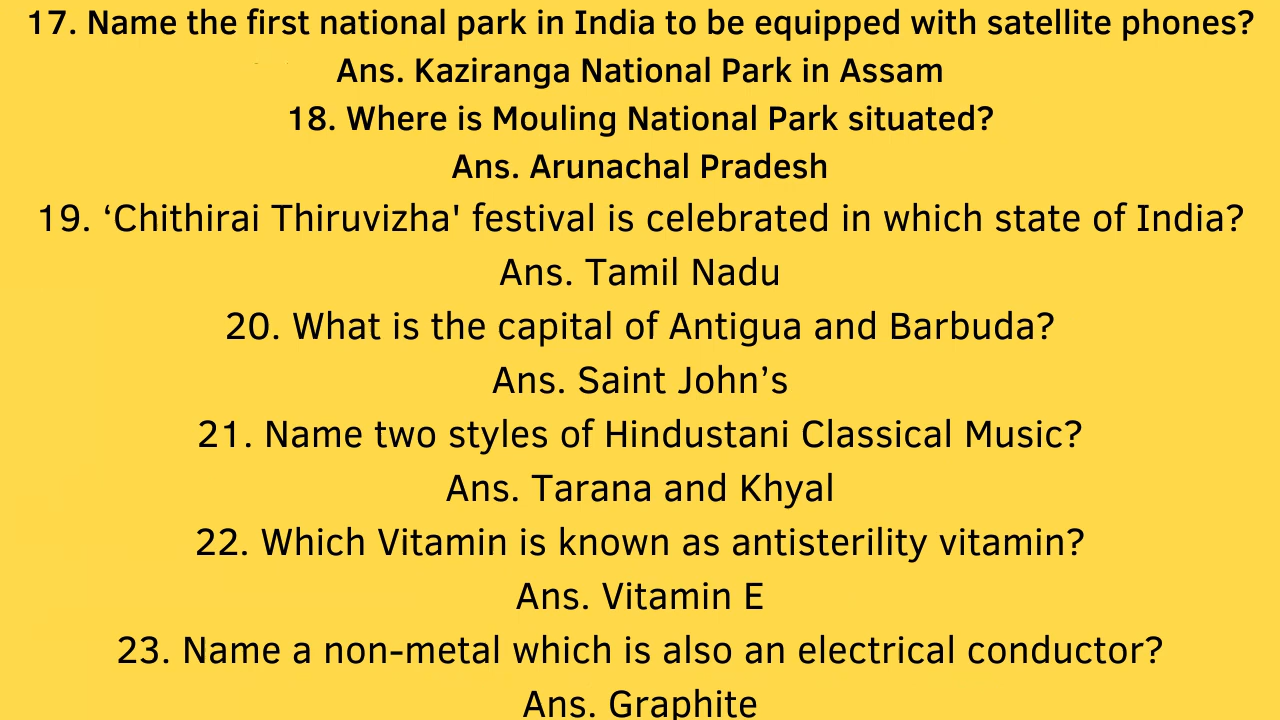 17. Name the first national park in India to be equipped with satellite phones?
Ans. Kaziranga National Park in Assam
18. Where is Mouling National Park situated?
Ans. Arunachal Pradesh
19. ‘Chithirai Thiruvizha' festival is celebrated in which state of India?
Ans. Tamil Nadu
20. What is the capital of Antigua and Barbuda?
Ans. Saint John’s
21. Name two styles of Hindustani Classical Music?
Ans. Tarana and Khyal
22. Which Vitamin is known as antisterility vitamin?
Ans. Vitamin E
23. Name a non-metal which is also an electrical conductor?
Ans. Graphite